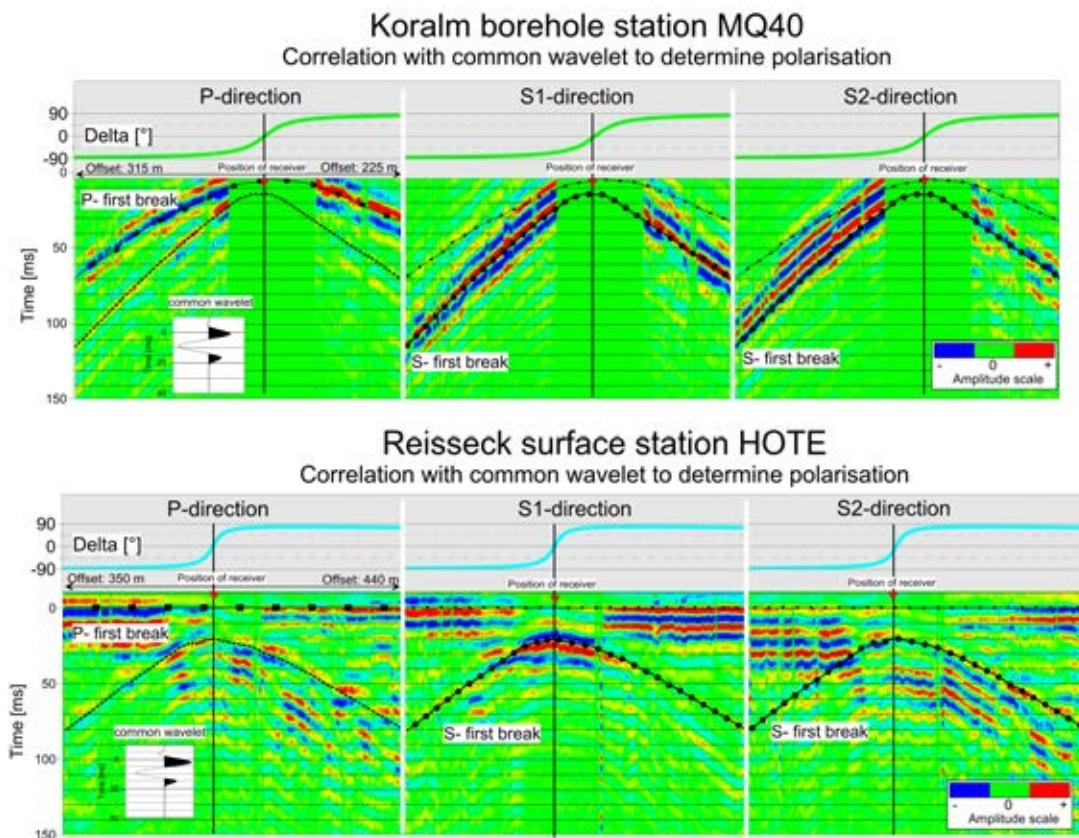 Koralm borehole station MQ40
Correlation with common wavelet to determine polarisation
P-direction
S1-direction
S2-direction
90
0
-90
Delta [°]
Position of receiver
Position of receiver
Position of receiver
Offset: 315 m
Offset: 225 m
0
50
100
150
Time [ms]
P- first break
common wavelet
S- first break
S- first break
- 0 +
Amplitude scale
Reisseck surface station HOTE
Correlation with common wavelet to determine polarisation
P-direction
S1-direction
S2-direction
90
0
-90
Delta [°]
Position of receiver
Position of receiver
Position of receiver
Offset: 350 m
Offset: 440 m
0
50
100
150
Time [ms]
P- first break
common wavelet
S- first break
S- first break
- 0 +
Amplitude scale